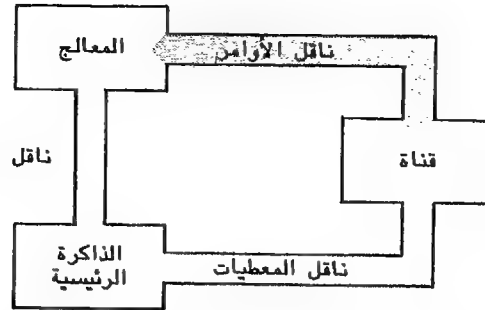 المعالج
ناقل الأوامر
ناقل
قناة
الذاكرة
الرئيسية
ناقل المعطيات